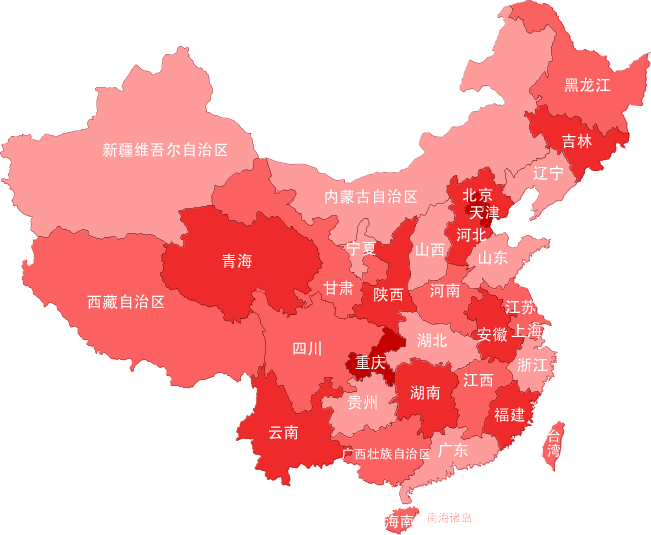 黑龙江
吉林
新疆维吾尔自治区
辽宁
内蒙古自治区
北京
天津
河北
宁夏
山西
山东
青海
甘肃
陕西
河南
西藏自治区
江苏
安徽
上海
四川
湖北
重庆
浙江
江西
湖南
贵州
福建
云南
台
湾
广西壮族自治区
广东
海南
南海诸岛